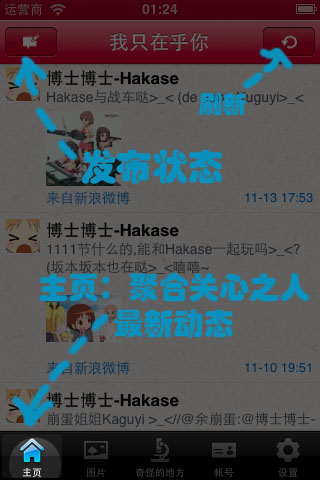 运营商 01:24
我只在乎你
博士博士-Hakase
Hakase与战车哒>_< (de Kuguyi)>_<
刷新
发布状态
来自新浪微博 11-13 17:53
博士博士-Hakase
1111节什么的,能和Hakase一起玩吗>_<?
(坂本坂本也在哒)>_<嘻嘻~
主页：聚合关心之人
最新动态
来自新浪微博 11-10 19:51
博士博士-Hakase
崩蛋姐姐Kaguyi ><//@余崩蛋:@博士博士-
主页 图片 奇怪的地方 帐号 设置